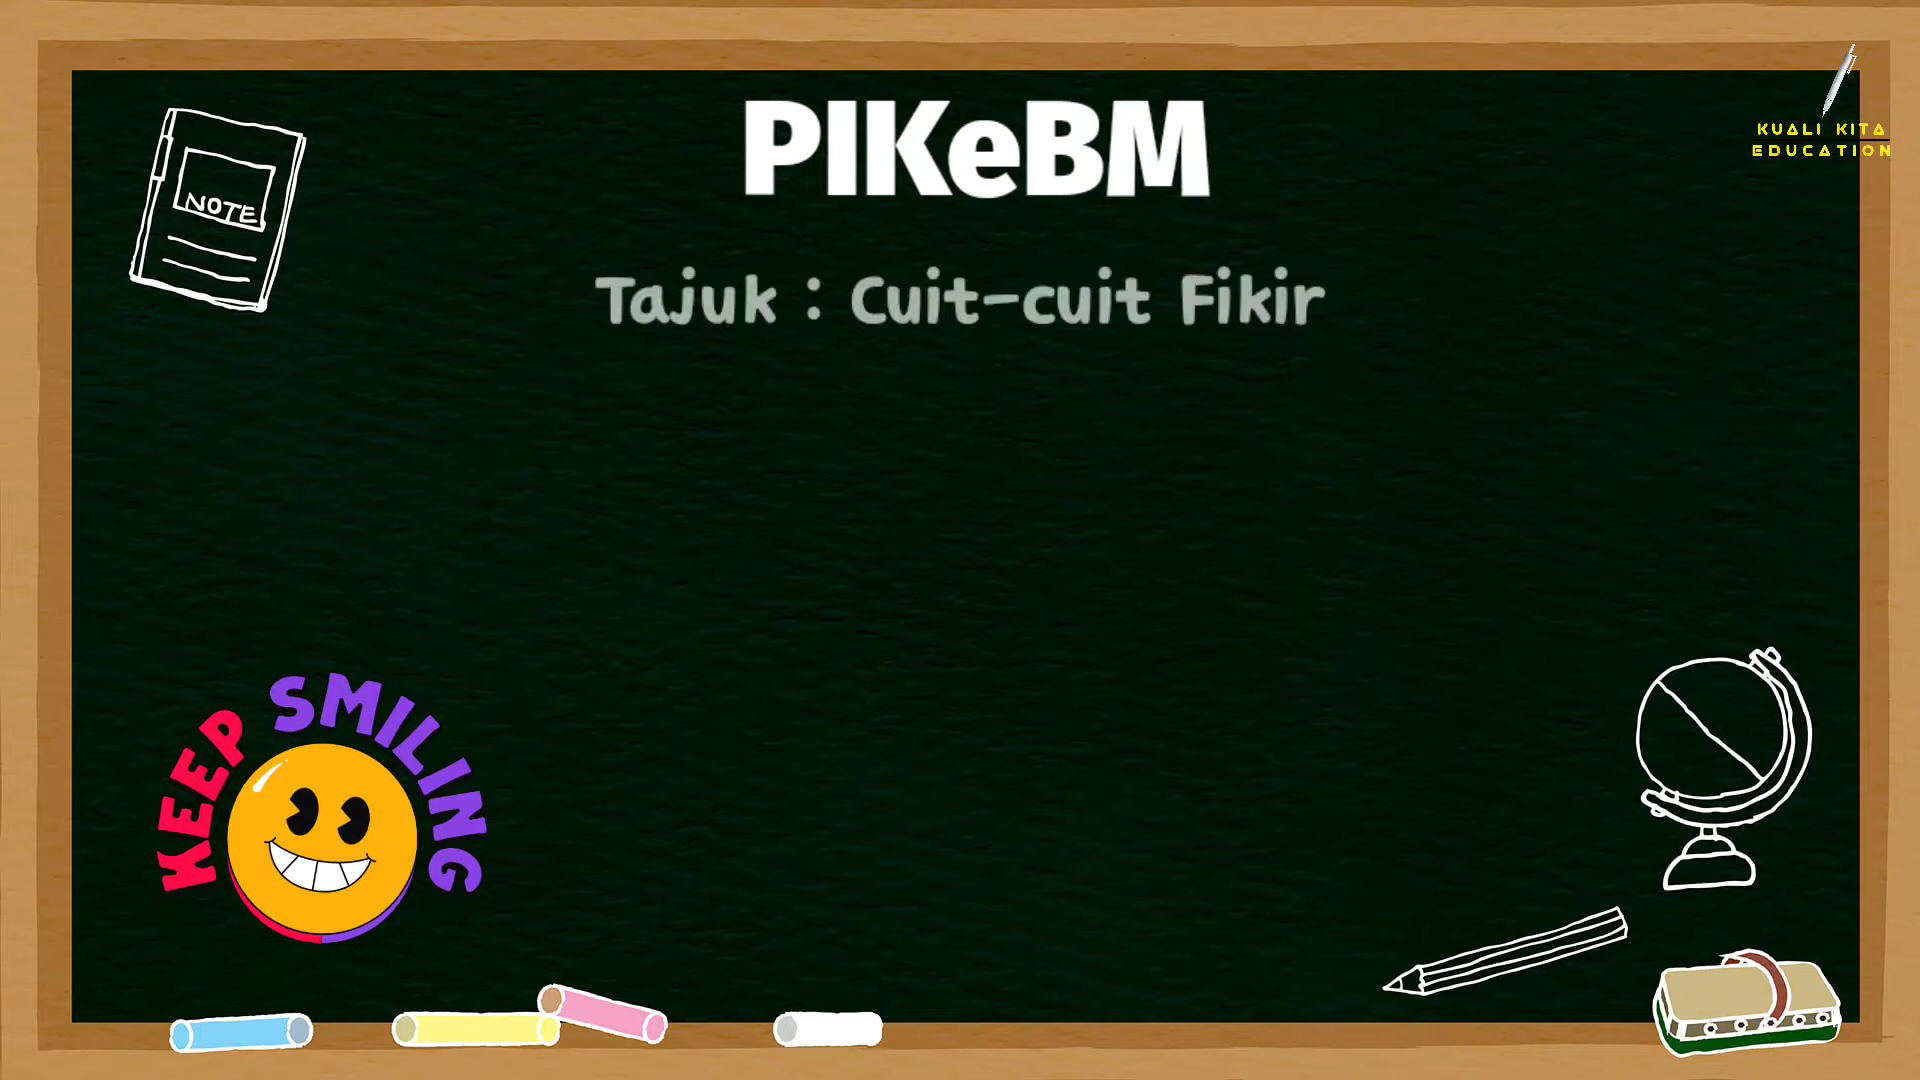 PIKeBM
KUALI KITA
EDUCATION
NOTE
Tajuk : Cuit-cuit Fikir
KEEP SMILING